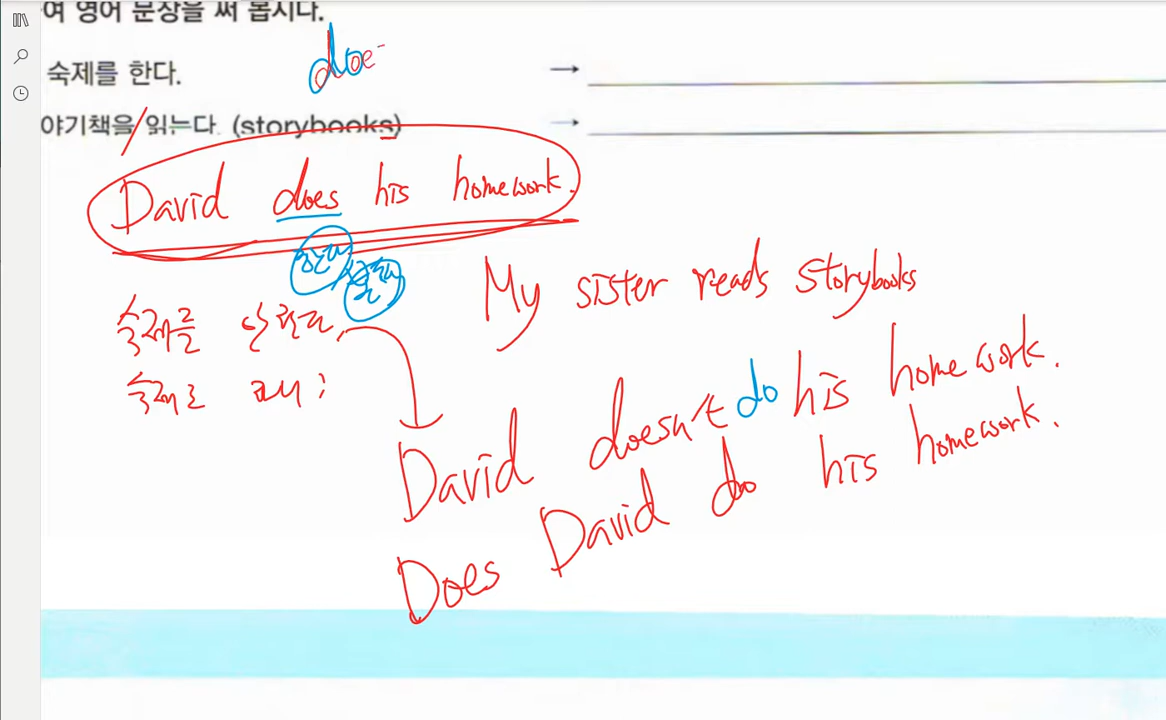 여 영어 문장을 써 봅시다.
doe
숙제를 한다. →
야기책을 읽는다. (storybooks) →
David does his homework.
My sister reads storybooks
숙제를 안한다,
숙제를 하니?
David doesn't do his homework.
Does David do his homework.